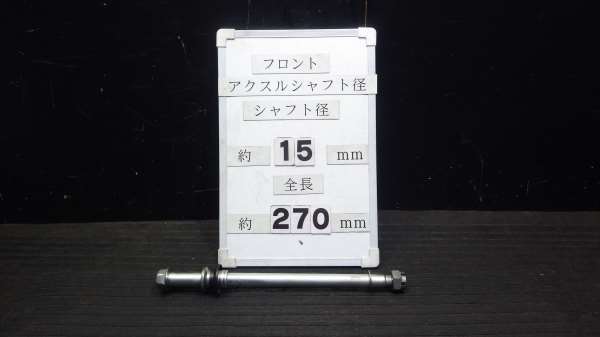 フロント
アクスルシャフト径
シャフト径
約 15 mm
全長
約 270 mm